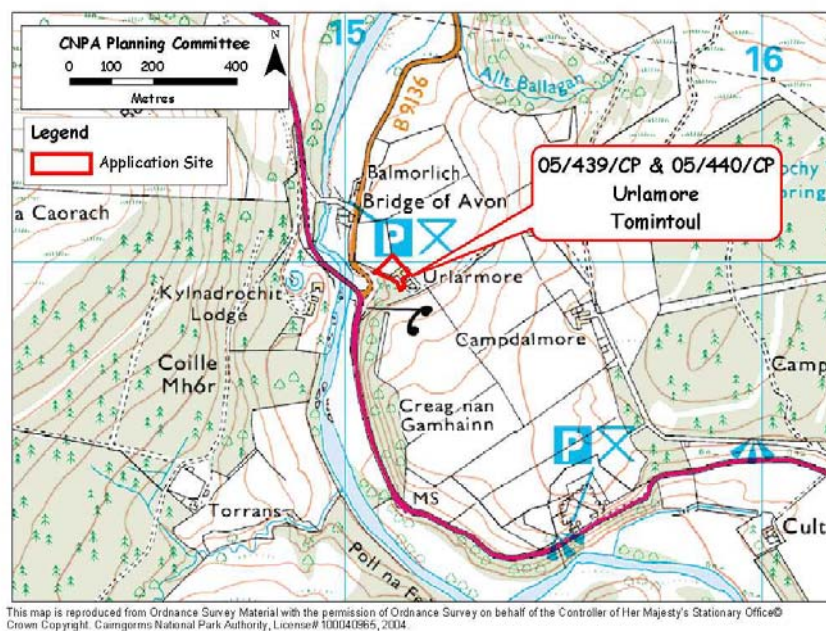 CNPA Planning Committee
N
0 100 200 400
Metres
Legend
Application Site
15
16
B9136
Allt Ballagan
05/439/CP & 05/440/CP
Urlamore
Tomintoul
Balmorlich
Bridge of Avon
a Caorach
P
Urlarmore
Kylnadrochit
Lodge
Campdalmore
Coille
Mhór
Camp
Creag nan
Gamhainn
P
MS
Torrans
Cult
Poll na Fe
This map is reproduced from Ordnance Survey Material with the permission of Ordnance Survey on behalf of the Controller of Her Majesty's Stationary Office©
Crown Copyright. Cairngorms National Park Authority, License# 100040965, 2004.